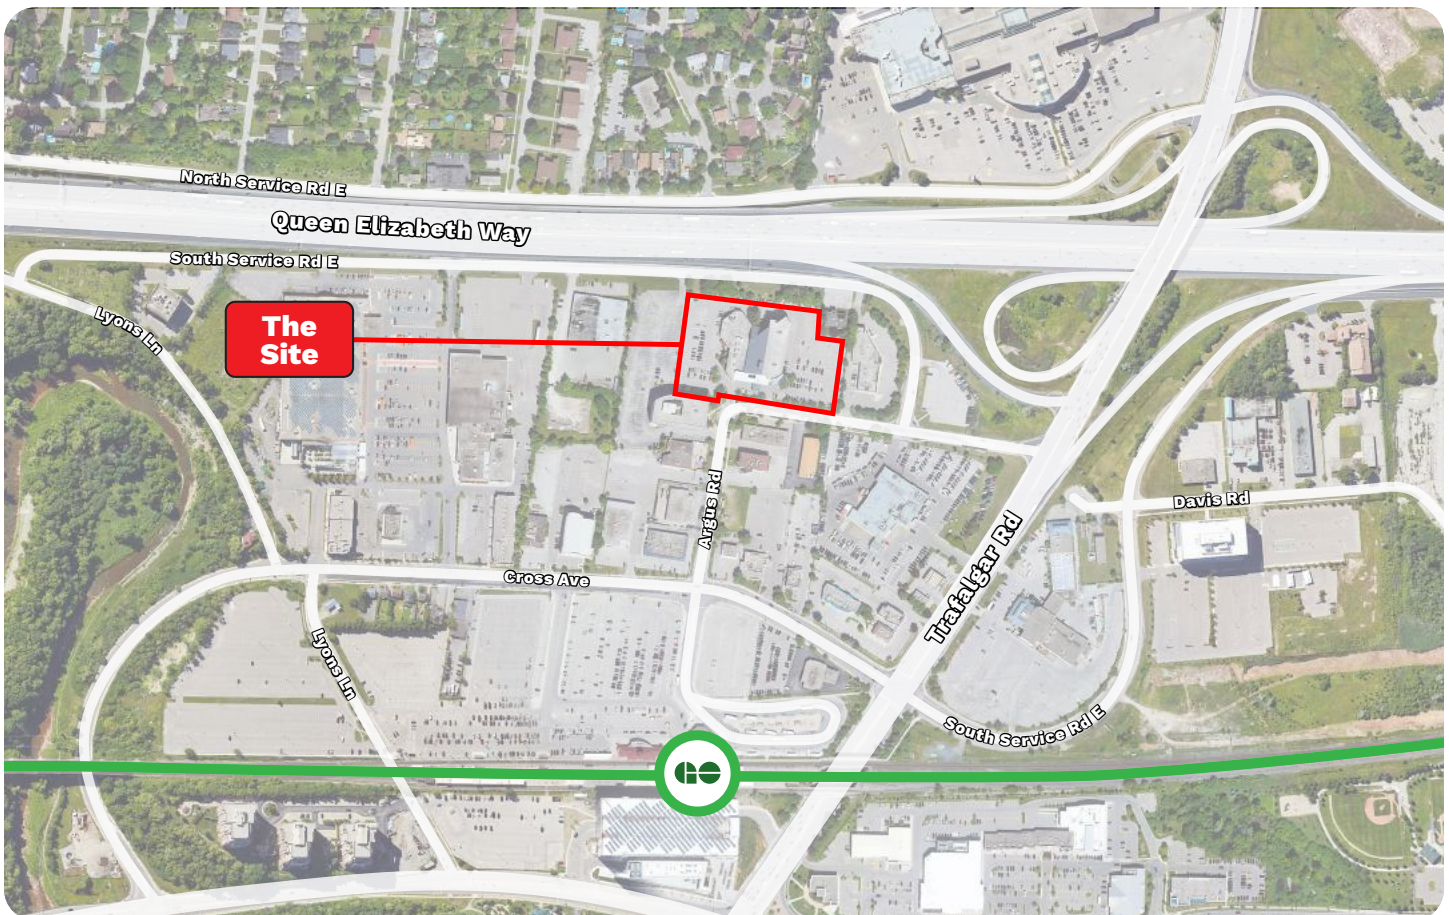 North Service Rd E
Queen Elizabeth Way
South Service Rd E
Lyons Ln
The
Site
Argus Rd
Davis Rd
Trafalgar Rd
Cross Ave
Lyons Ln
South Service Rd E
GO